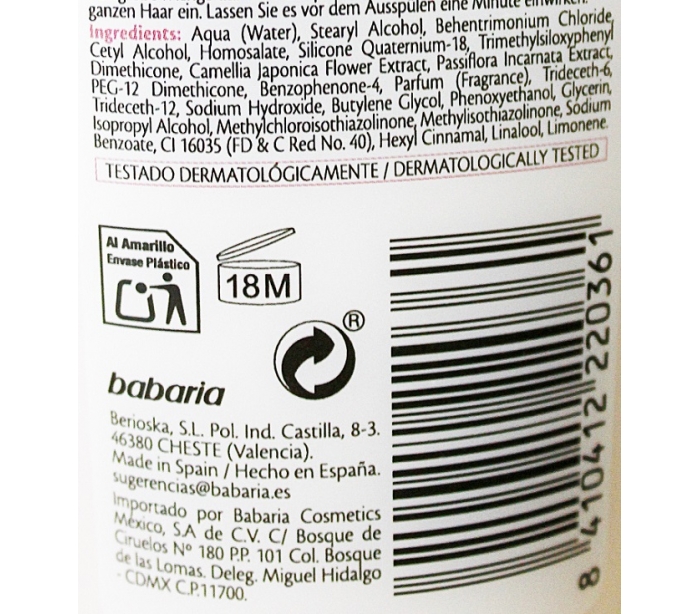 ganzen Haar ein. Lassen Sie es vor dem Ausspülen eine Minute einwirken.
Ingredients: Aqua (Water), Stearyl Alcohol, Behentrimonium Chloride,
Cetyl Alcohol, Homosalate, Silicone Quaternium-18, Trimethylsiloxyphenyl
Dimethicone, Camellia Japonica Flower Extract, Passiflora Incarnata Extract,
PEG-12 Dimethicone, Benzophenone-4, Parfum (Fragrance), Trideceth-6,
Trideceth-12, Sodium Hydroxide, Butylene Glycol, Phenoxyethanol, Glycerin,
Isopropyl Alcohol, Methylchloroisothiazolinone, Methylisothiazolinone, Sodium
Benzoate, CI 16035 (FD & C Red No. 40), Hexyl Cinnamal, Linalool, Limonene.
TESTADO DERMATOLÓGICAMENTE / DERMATOLOGICALLY TESTED
Al Amarillo
Envase Plástico
18M
®
babaria
Berioska, S.L. Pol. Ind. Castilla, 8-3.
46380 CHESTE (Valencia).
Made in Spain / Hecho en España.
sugerencias@babaria.es
Importado por Babaria Cosmetics
México, S.A de C.V. C/ Bosque de
Ciruelos Nº 180 P.P. 101 Col. Bosque
de las Lomas. Deleg. Miguel Hidalgo
- CDMX C.P.11700.
8 410412 220361